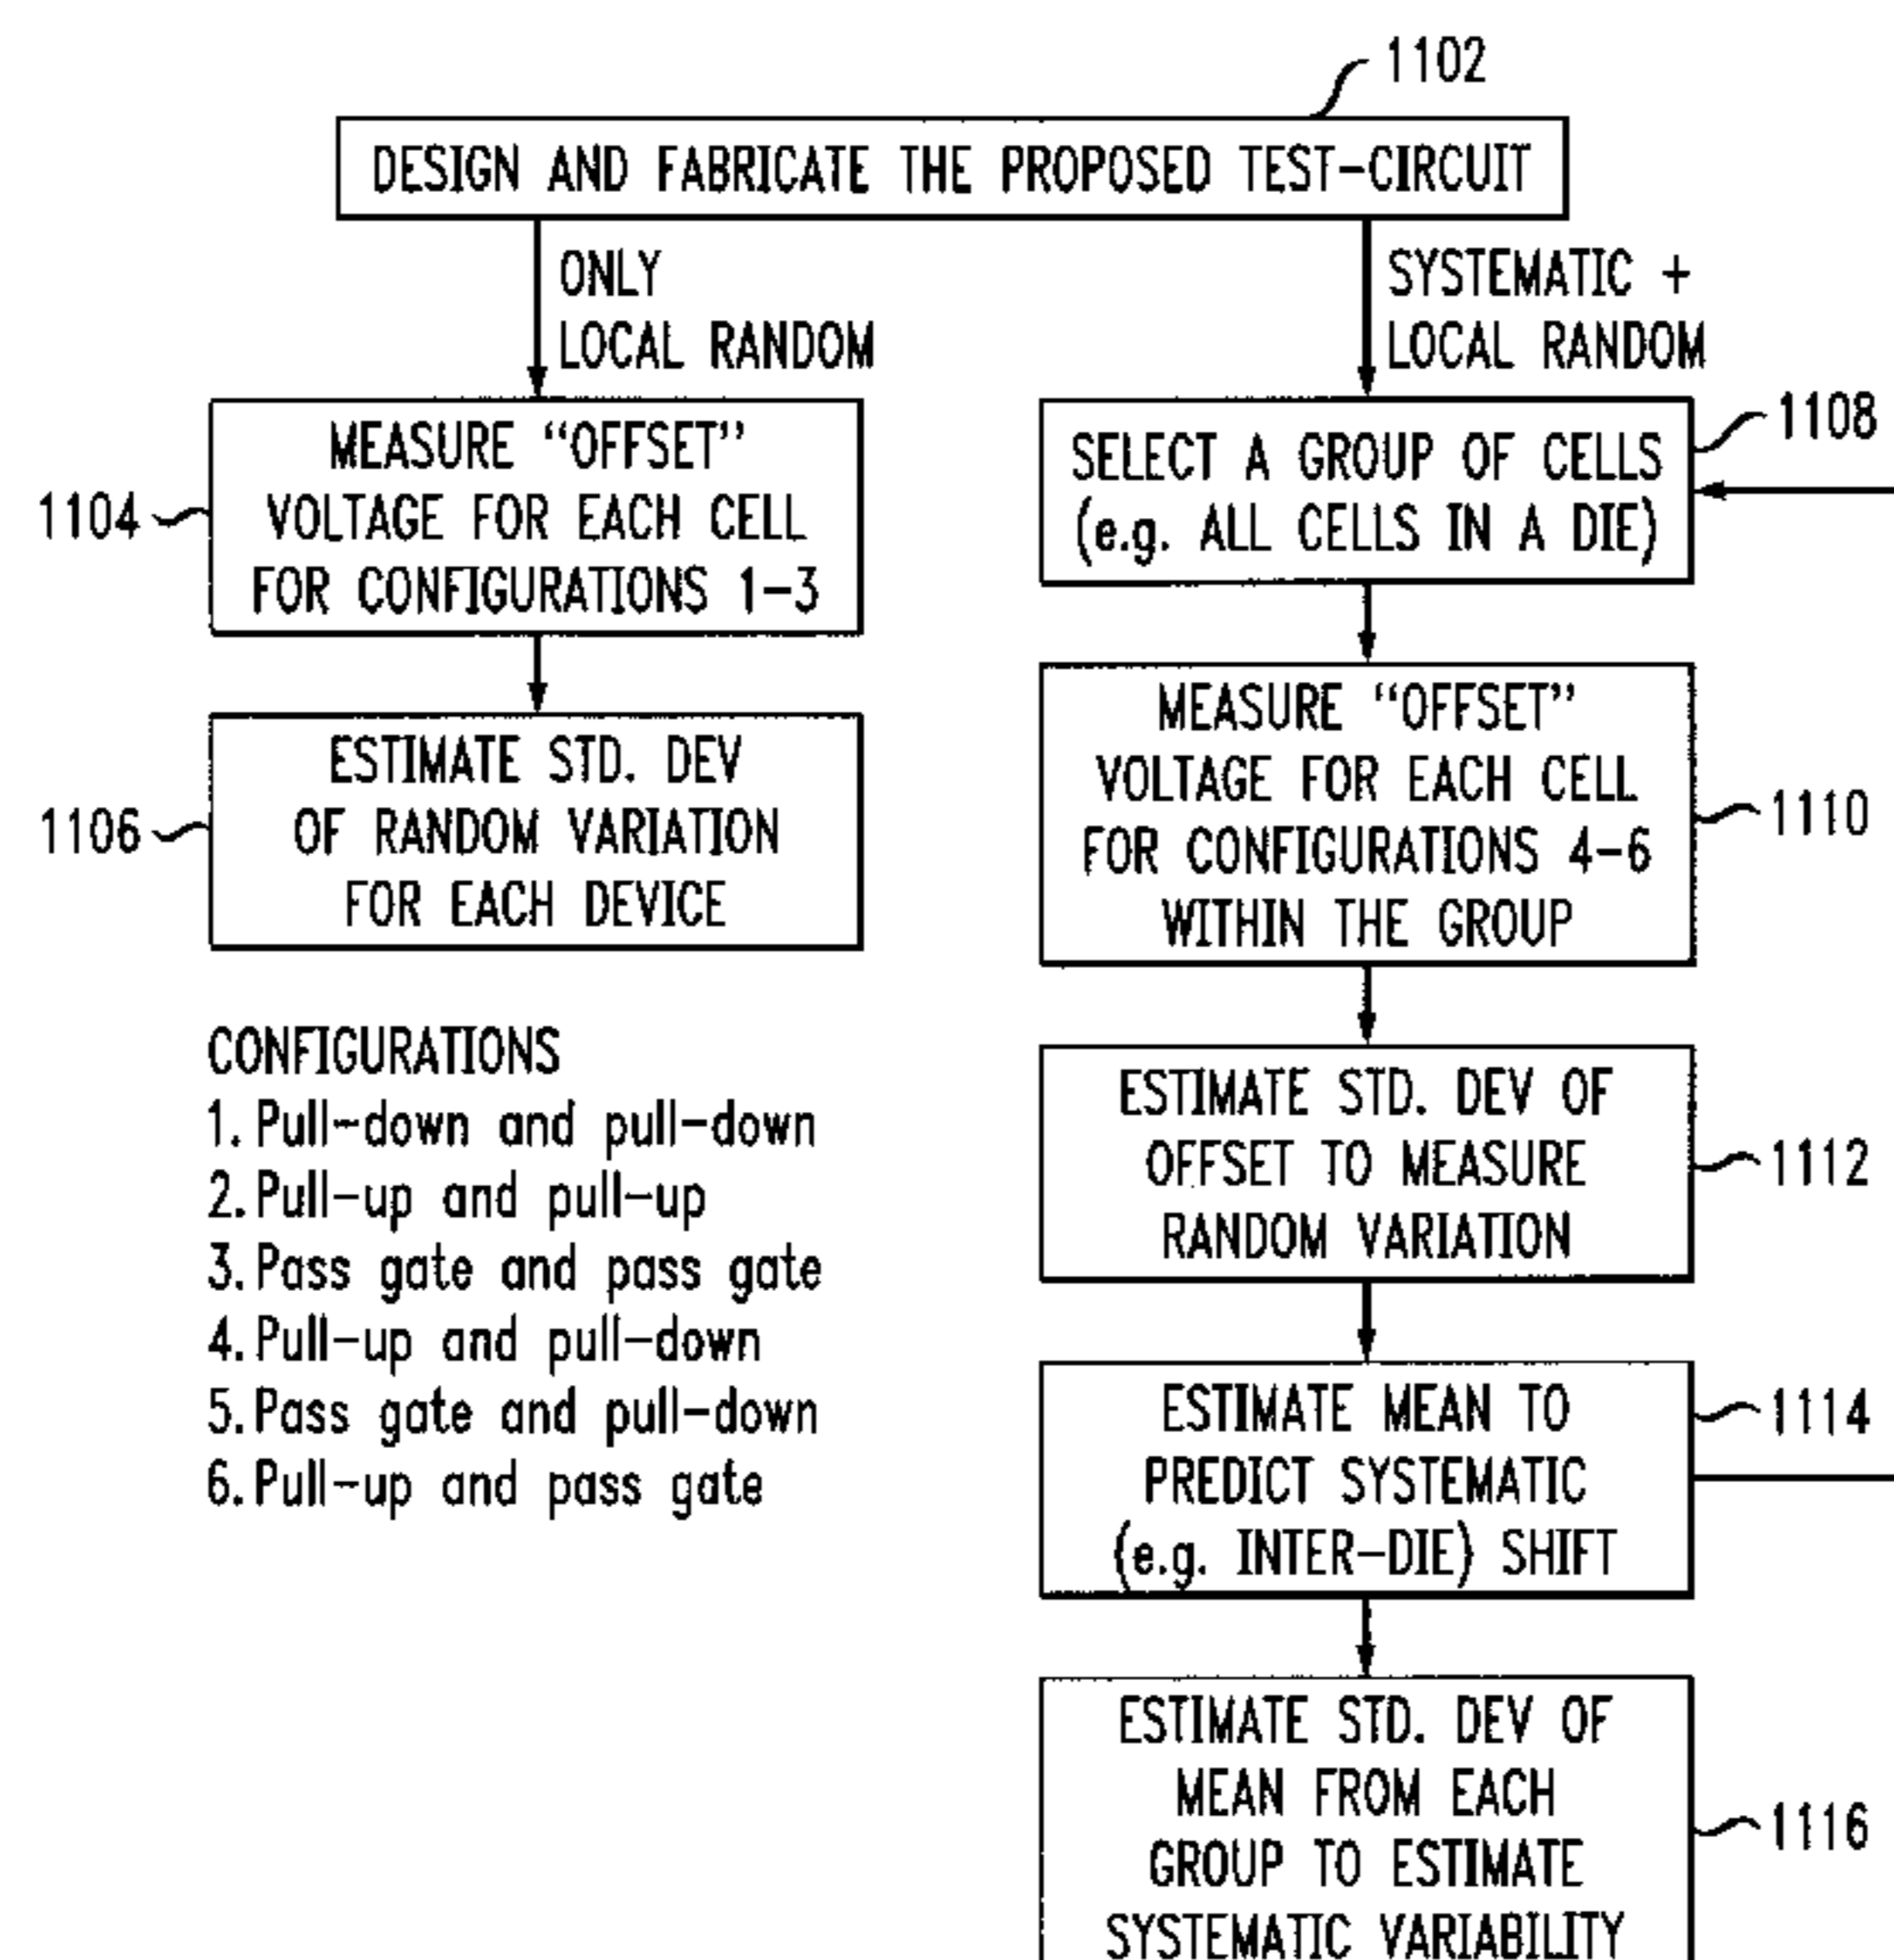 1102
DESIGN AND FABRICATE THE PROPOSED TEST-CIRCUIT
ONLY
LOCAL RANDOM
SYSTEMATIC +
LOCAL RANDOM
1104
MEASURE “OFFSET”
VOLTAGE FOR EACH CELL
FOR CONFIGURATIONS 1-3
1106
ESTIMATE STD. DEV
OF RANDOM VARIATION
FOR EACH DEVICE
1108
SELECT A GROUP OF CELLS
(e.g. ALL CELLS IN A DIE)
MEASURE “OFFSET”
VOLTAGE FOR EACH CELL
FOR CONFIGURATIONS 4-6
WITHIN THE GROUP
1110
ESTIMATE STD. DEV OF
OFFSET TO MEASURE
RANDOM VARIATION
1112
ESTIMATE MEAN TO
PREDICT SYSTEMATIC
(e.g. INTER-DIE) SHIFT
1114
ESTIMATE STD. DEV OF
MEAN FROM EACH
GROUP TO ESTIMATE
SYSTEMATIC VARIABILITY
1116
CONFIGURATIONS
1. Pull-down and pull-down
2. Pull-up and pull-up
3. Pass gate and pass gate
4. Pull-up and pull-down
5. Pass gate and pull-down
6. Pull-up and pass gate